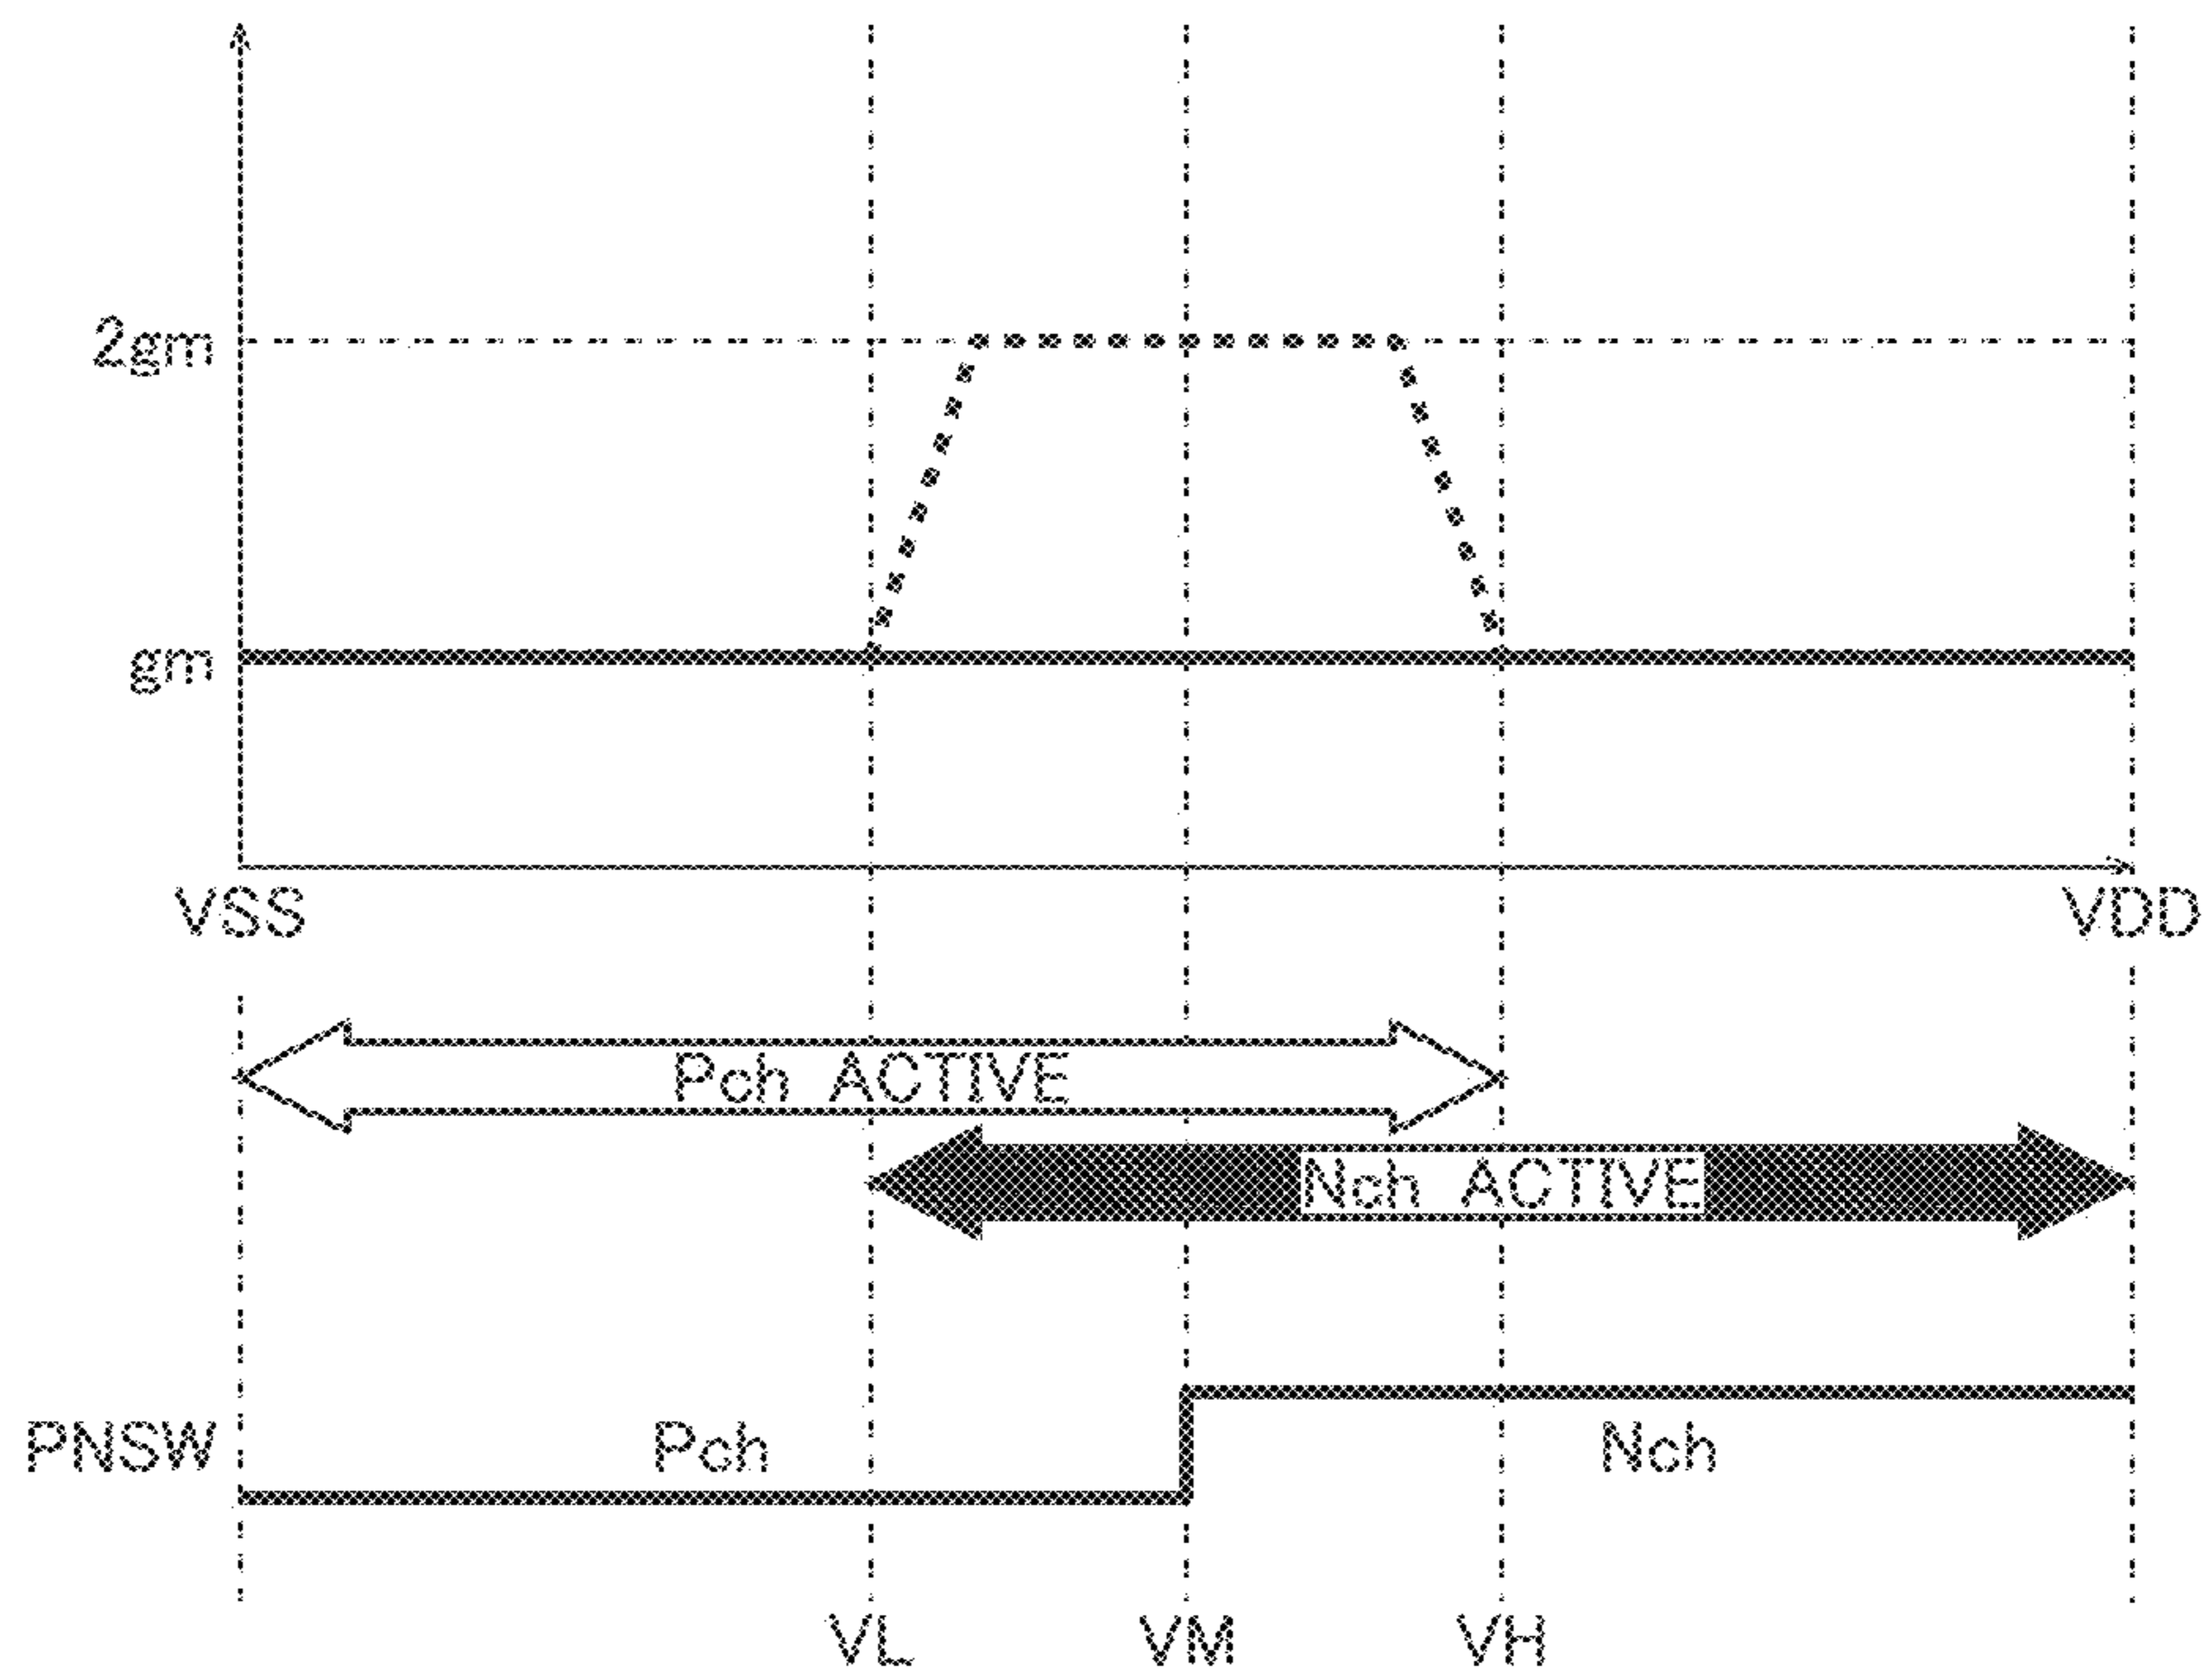 2gm
gm
VSS
VDD
Pch ACTIVE
Nch ACTIVE
PNSW
Pch
Nch
VL
VM
VH